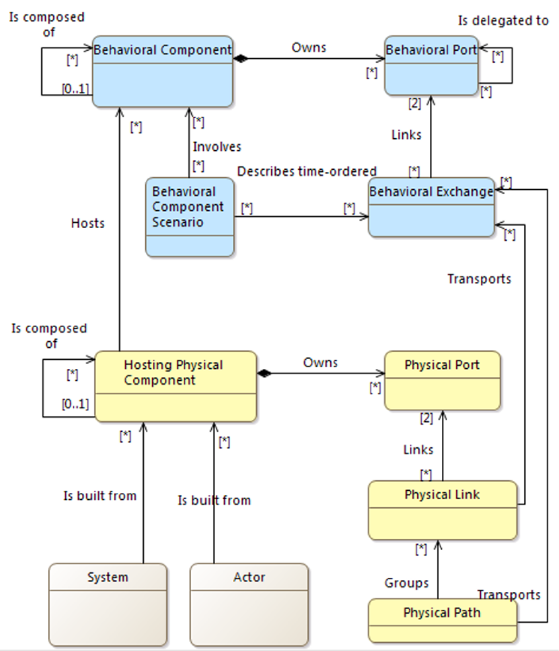 Is composed
of
[*]
[0..1]
Behavioral Component
Owns
[*]
Behavioral Port
Is delegated to
[*]
[*]
[*]
[*]
Involves
[*]
[2]
Links
[*]
Behavioral
Component
Scenario
Describes time-ordered
[*]
[*]
Behavioral Exchange
[*]
[*]
Hosts
Transports
Is composed
of
[*]
[0..1]
Hosting Physical
Component
Owns
[*]
Physical Port
[*]
[*]
[2]
Links
[*]
Is built from
Is built from
Physical Link
[*]
System
Actor
Groups
Transports
Physical Path